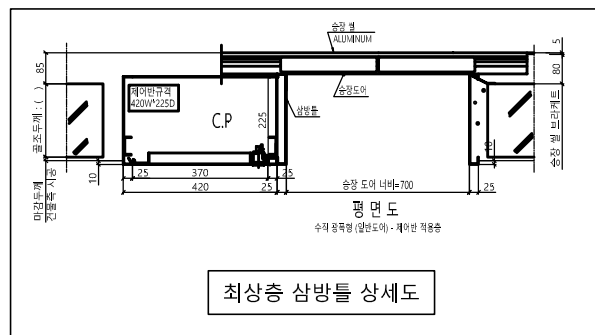 승장 씰
ALUMINUM
5
85
80
제어반규격
420W*225D
C.P
225
승장도어
삼방틀
골조두께 : ( )
승장 씰 브라케트
10
마감두께
건물측 시공
10
25
370
25
420
25
승장 도어 너비=700
25
평 면 도
수직 광폭형 (일반도어) - 제어반 적용층
최상층 삼방틀 상세도